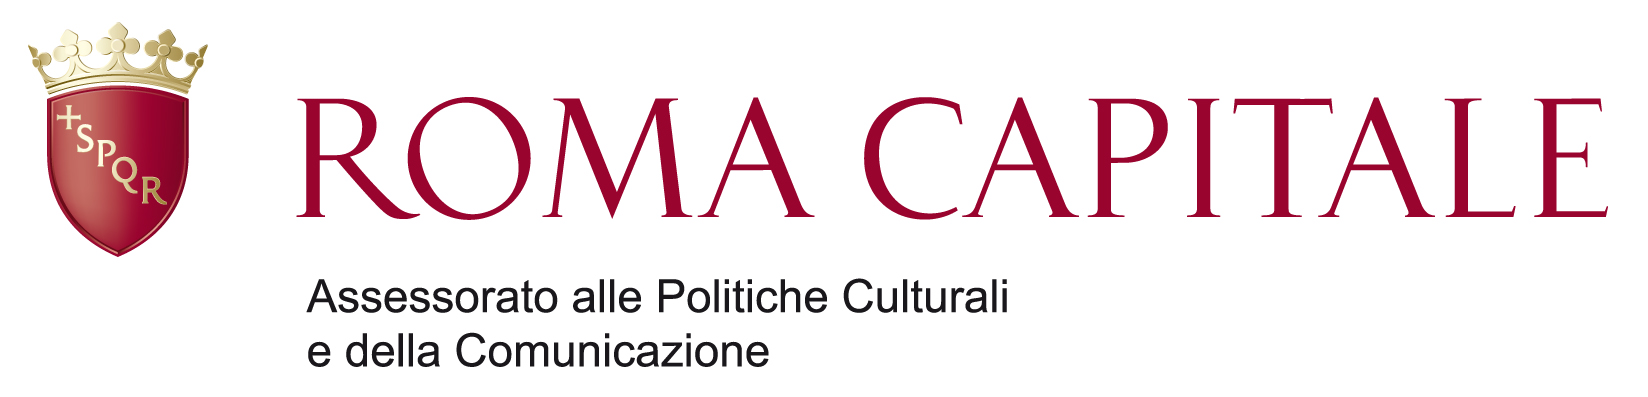 SPQR
ROMA CAPITALE
Assessorato alle Politiche Culturali
e della Comunicazione